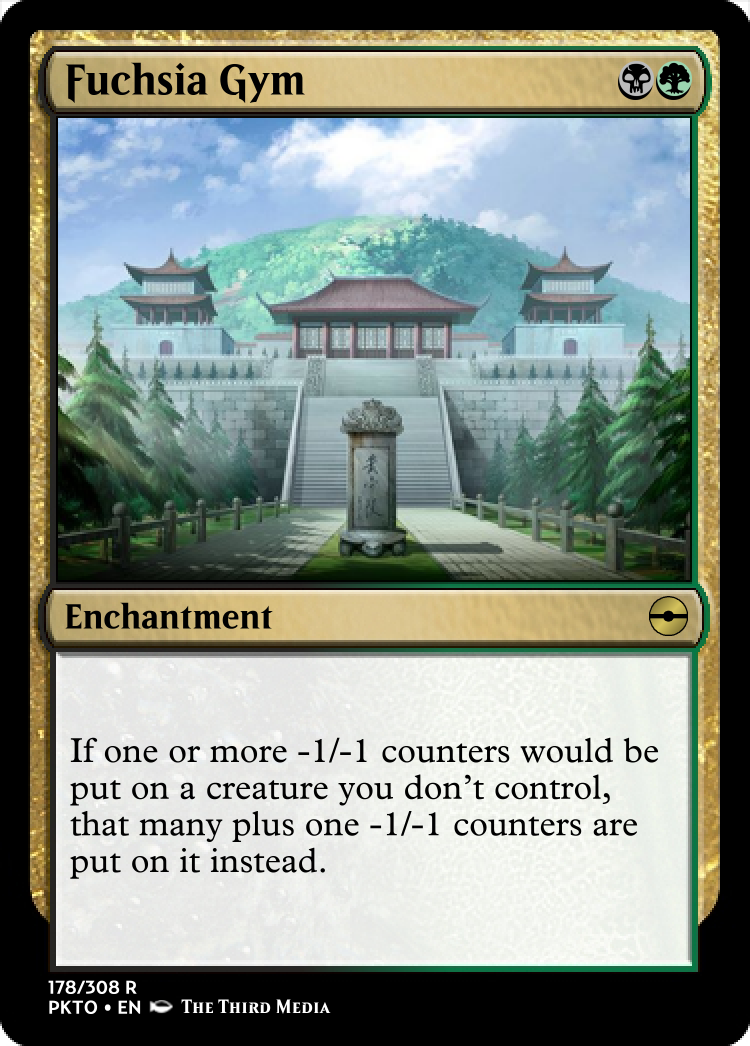 Fuchsia Gym
Enchantment
If one or more -1/-1 counters would be
put on a creature you don't control,
that many plus one -1/-1 counters are
put on it instead.
178/308 R
PKTO • EN The Third Media